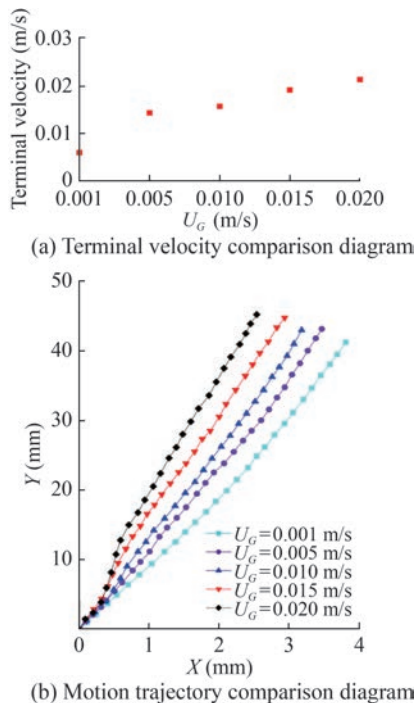 Terminal velocity (m/s)
0.03
0.02
0.01
0
0.001 0.005 0.010 0.015 0.020
U_G (m/s)
(a) Terminal velocity comparison diagram
Y (mm)
50
40
30
20
10
0 1 2 3 4
X (mm)
U_G=0.001 m/s
U_G=0.005 m/s
U_G=0.010 m/s
U_G=0.015 m/s
U_G=0.020 m/s
(b) Motion trajectory comparison diagram